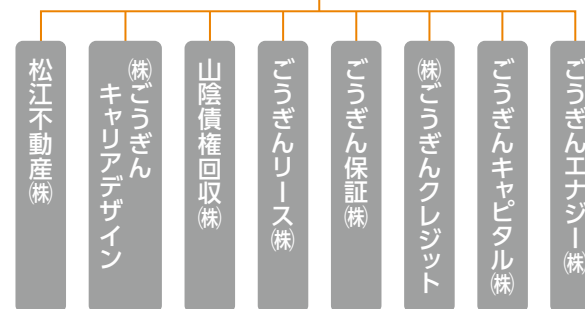 松江不動産㈱
㈱ごうぎん
キャリアデザイン
山陰債権回収㈱
ごうぎんリース㈱
ごうぎん保証㈱
㈱ごうぎんクレジット
ごうぎんキャピタル㈱
ごうぎんエナジー㈱